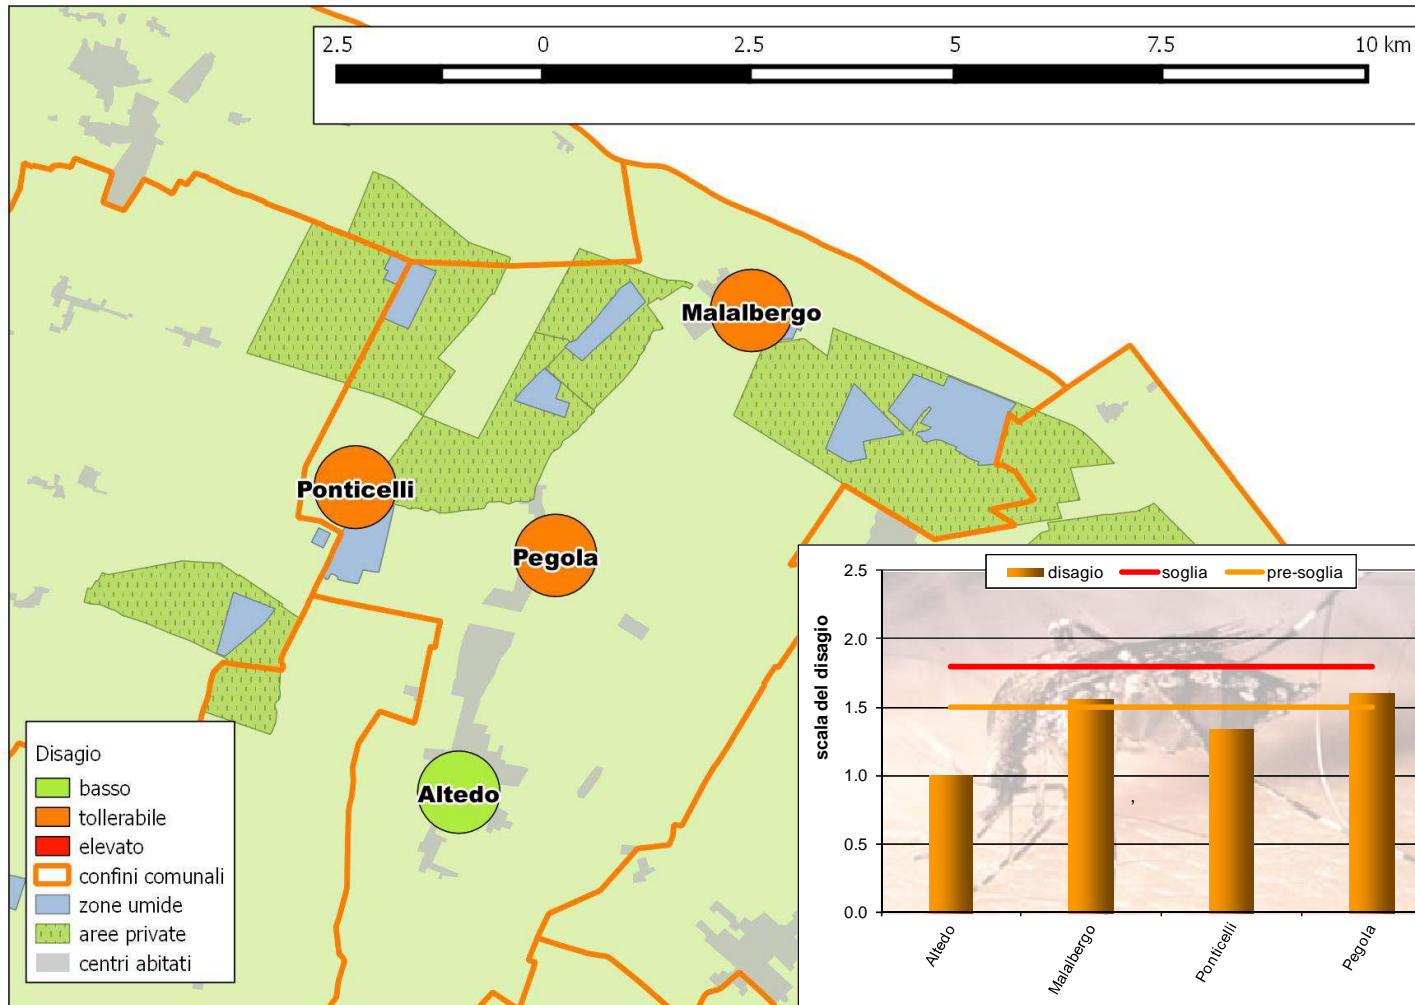 2.5 0 2.5 5 7.5 10 km
Malalbergo
Ponticelli
Pegola
Altedo
Disagio
basso
tollerabile
elevato
confini comunali
zone umide
aree private
centri abitati
disagio soglia pre-soglia
scala del disagio
2.5
2.0
1.5
1.0
0.5
0.0
,
Altedo
Malalbergo
Ponticelli
Pegola